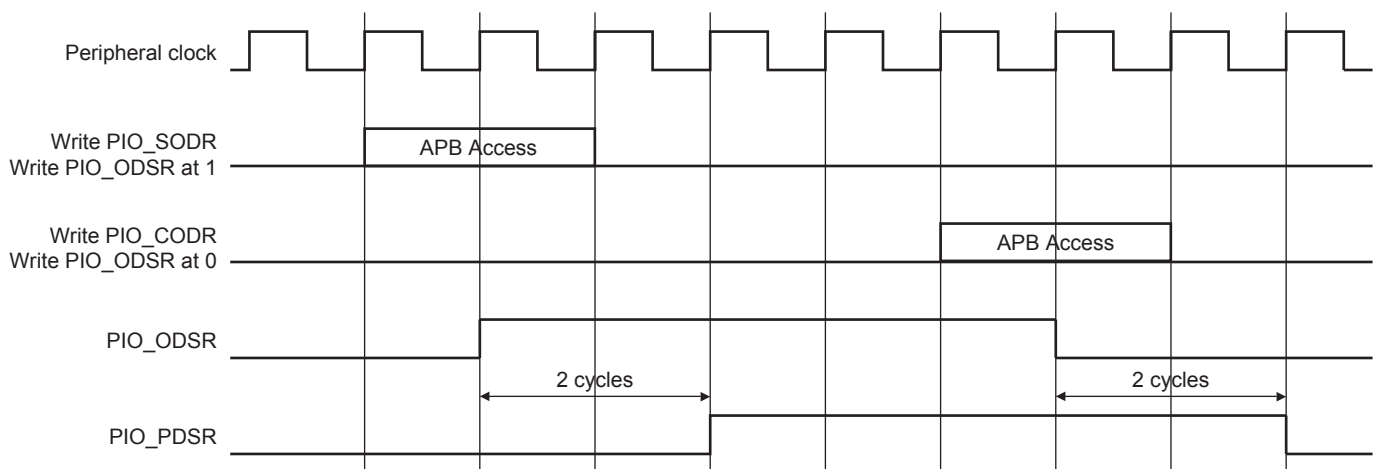 Peripheral clock
Write PIO_SODR
Write PIO_ODSR at 1
APB Access
Write PIO_CODR
Write PIO_ODSR at 0
APB Access
PIO_ODSR
2 cycles
2 cycles
PIO_PDSR